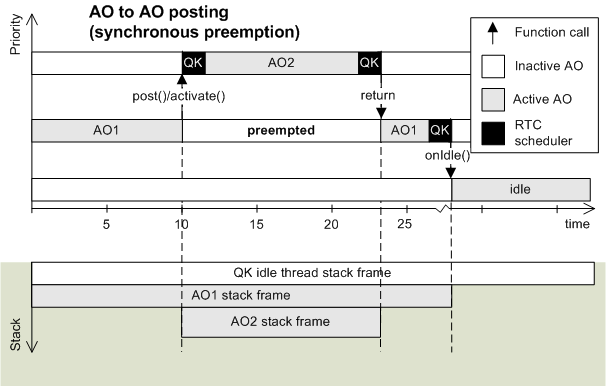 AO to AO posting
(synchronous preemption)
Priority
Function call
Inactive AO
Active AO
RTC
scheduler
QK
AO2
QK
post()/activate()
return
AO1
preempted
AO1
QK
onIdle()
idle
5
10
15
20
25
time
QK idle thread stack frame
AO1 stack frame
AO2 stack frame
Stack